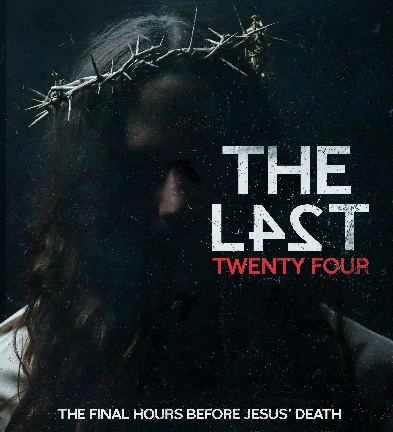 THE
LAST
TWENTY FOUR
THE FINAL HOURS BEFORE JESUS' DEATH